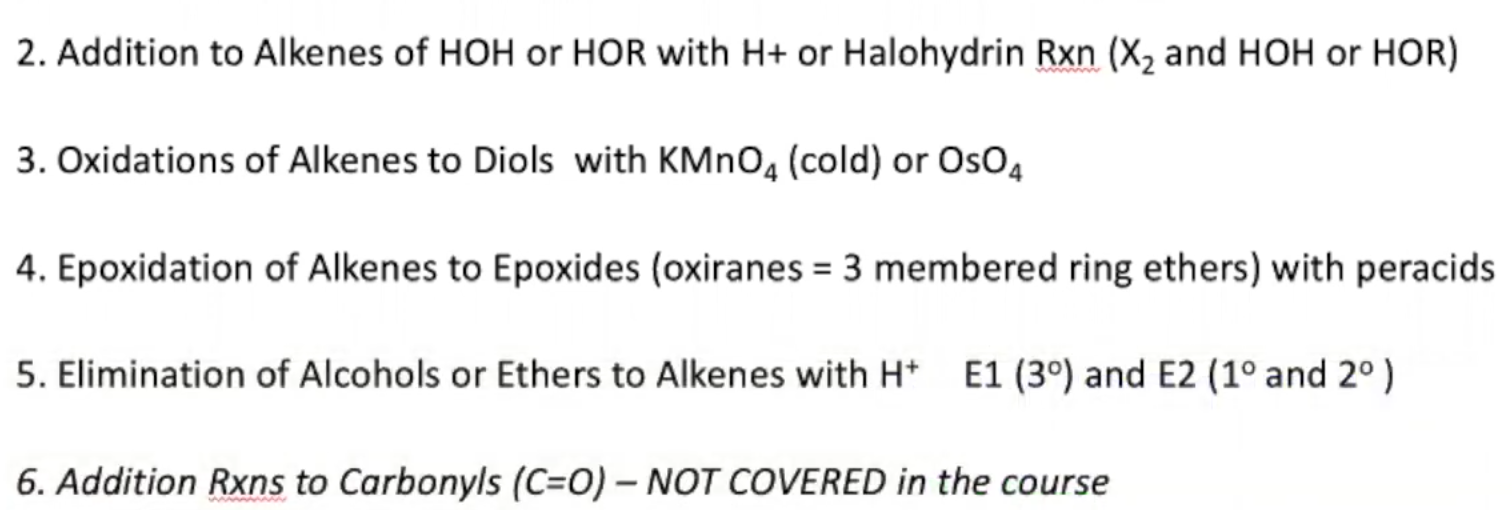 2. Addition to Alkenes of HOH or HOR with H+ or Halohydrin Rxn (X₂ and HOH or HOR)
3. Oxidations of Alkenes to Diols with KMnO₄ (cold) or OsO₄
4. Epoxidation of Alkenes to Epoxides (oxiranes = 3 membered ring ethers) with peracids
5. Elimination of Alcohols or Ethers to Alkenes with H⁺ E1 (3º) and E2 (1º and 2º )
6. Addition Rxns to Carbonyls (C=O) – NOT COVERED in the course